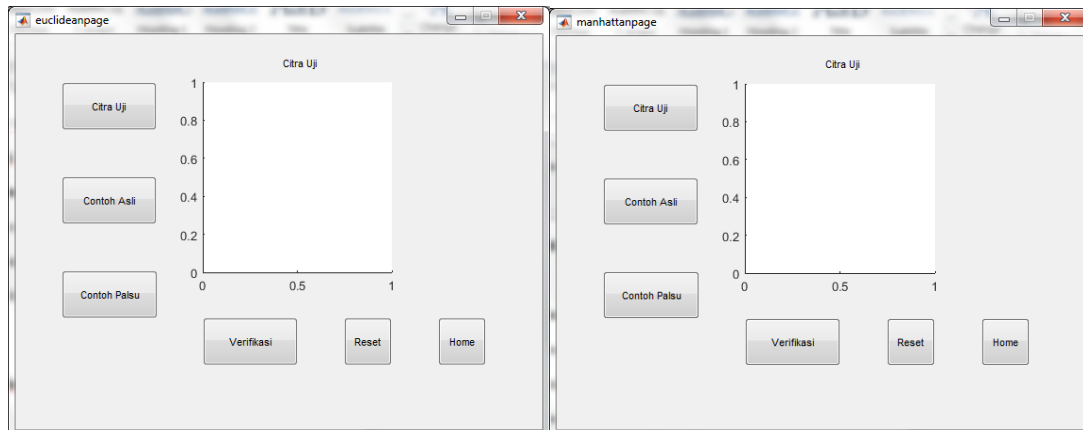 euclideanpage
Citra Uji
Citra Uji
Contoh Asli
Contoh Palsu
1
0.8
0.6
0.4
0.2
0
0
0.5
1
Verifikasi
Reset
Home
manhattanpage
Citra Uji
Citra Uji
Contoh Asli
Contoh Palsu
1
0.8
0.6
0.4
0.2
0
0
0.5
1
Verifikasi
Reset
Home